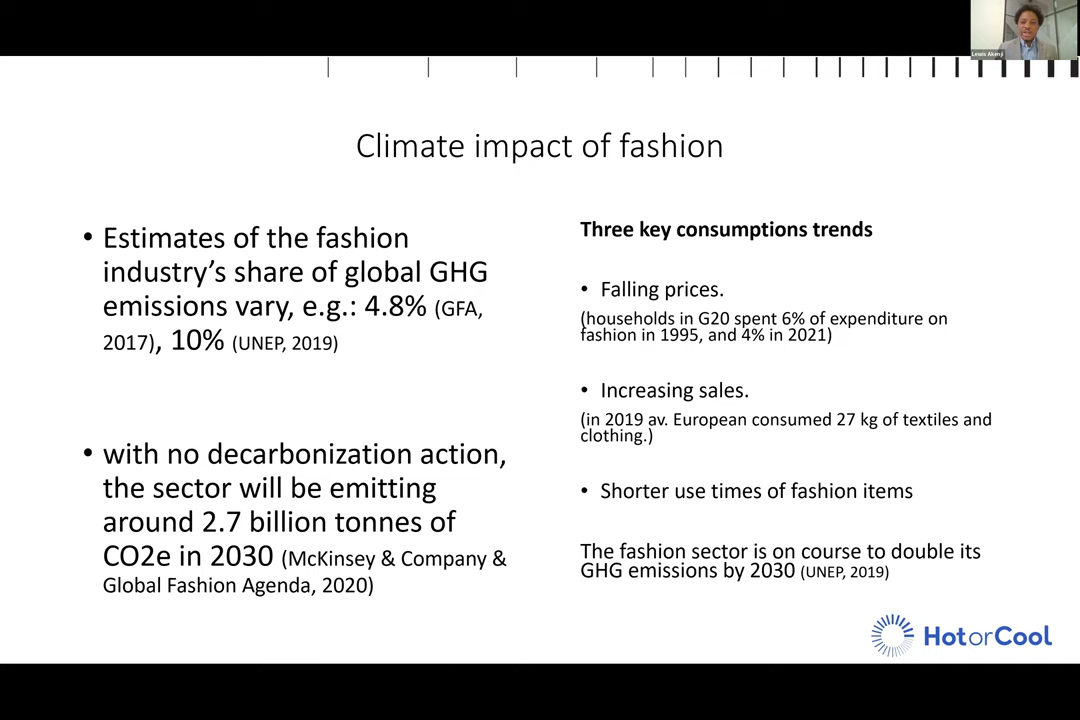 Lewis Akenji
Climate impact of fashion
• Estimates of the fashion
industry’s share of global GHG
emissions vary, e.g.: 4.8% (GFA,
2017), 10% (UNEP, 2019)
• with no decarbonization action,
the sector will be emitting
around 2.7 billion tonnes of
CO2e in 2030 (McKinsey & Company &
Global Fashion Agenda, 2020)
Three key consumptions trends
• Falling prices.
(households in G20 spent 6% of expenditure on
fashion in 1995, and 4% in 2021)
• Increasing sales.
(in 2019 av. European consumed 27 kg of textiles and
clothing.)
• Shorter use times of fashion items
The fashion sector is on course to double its
GHG emissions by 2030 (UNEP, 2019)
HotorCool